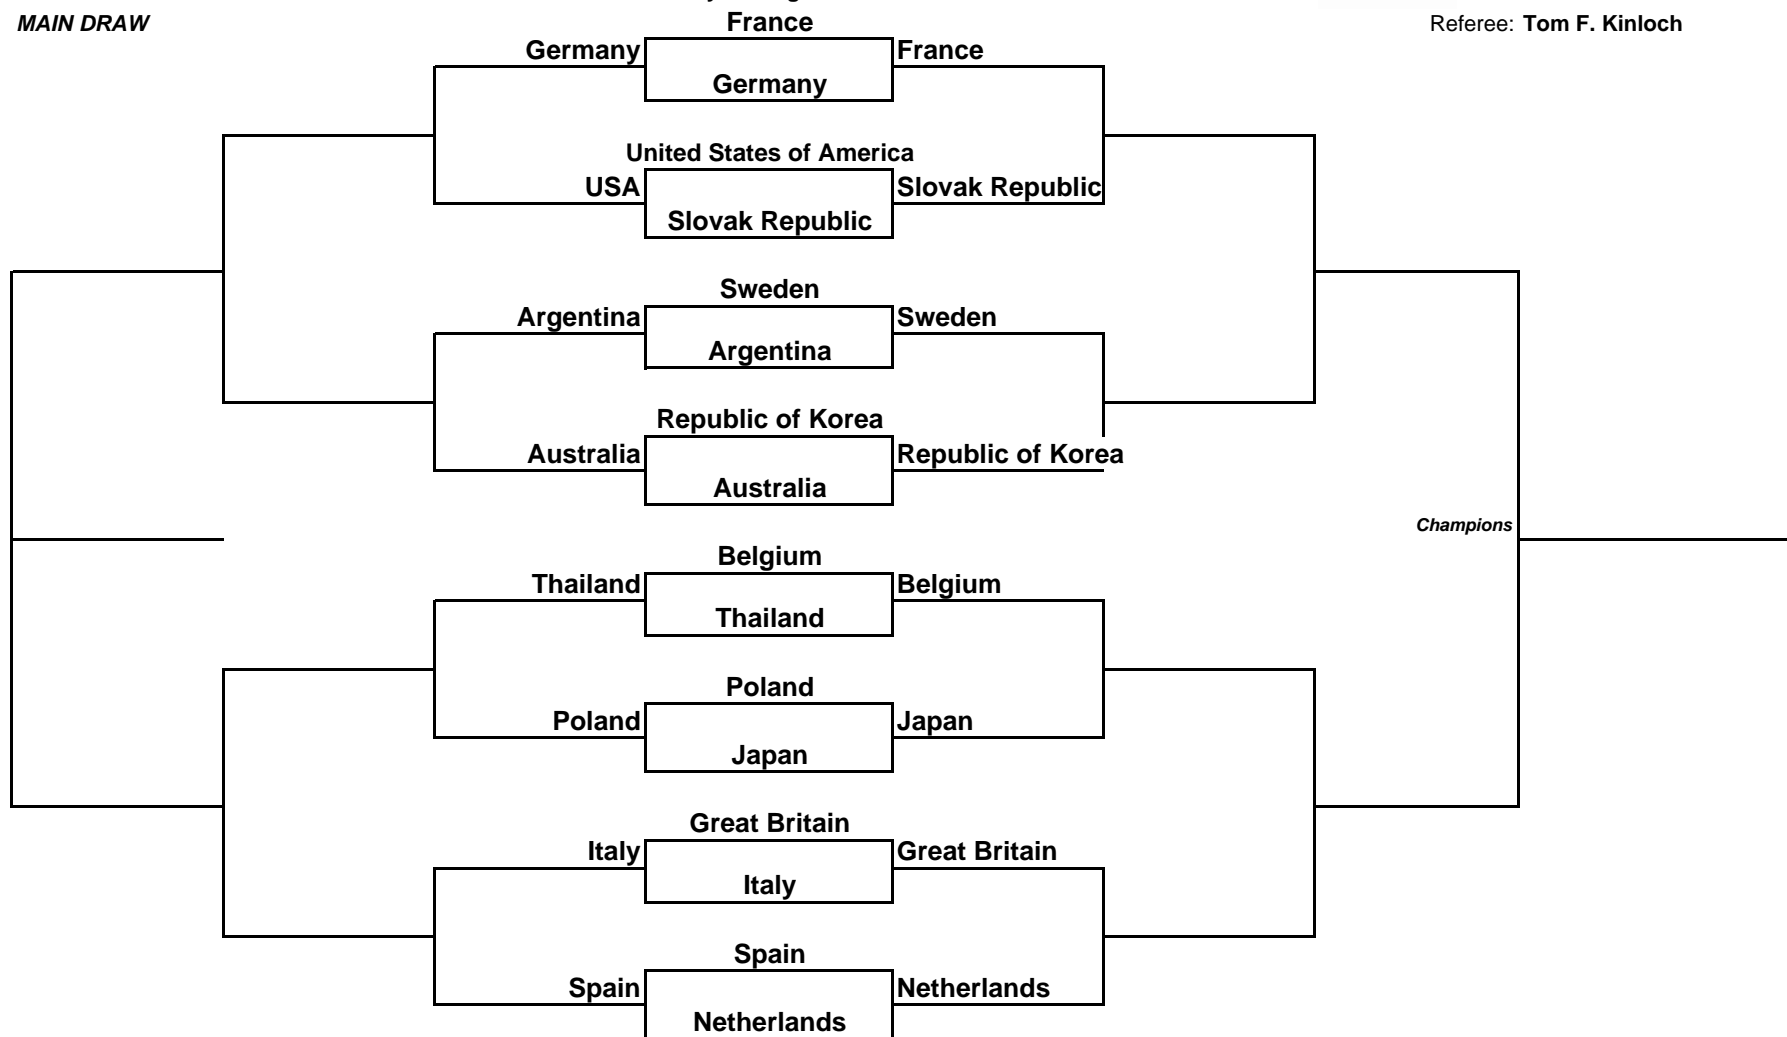 MAIN DRAW
Referee: Tom F. Kinloch
France
Germany
France
Germany
United States of America
USA
Slovak Republic
Slovak Republic
Sweden
Argentina
Sweden
Argentina
Republic of Korea
Australia
Republic of Korea
Australia
Champions
Belgium
Thailand
Belgium
Thailand
Poland
Poland
Japan
Japan
Great Britain
Italy
Great Britain
Italy
Spain
Spain
Netherlands
Netherlands